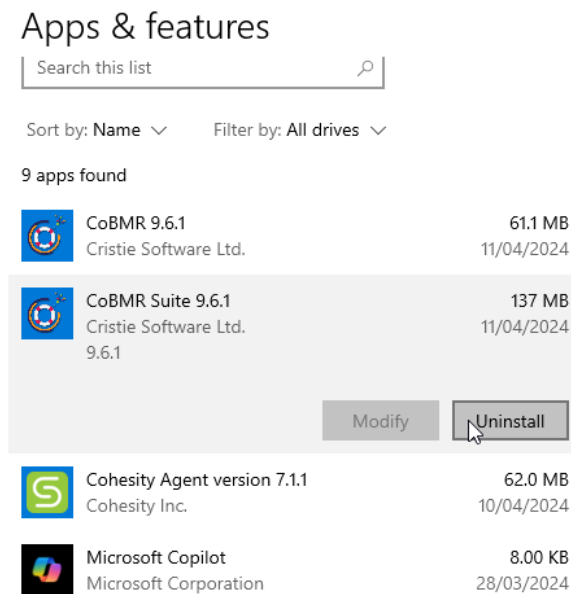 Apps & features
Search this list
Sort by: Name Filter by: All drives
9 apps found
CoBMR 9.6.1 61.1 MB
Cristie Software Ltd. 11/04/2024
CoBMR Suite 9.6.1 137 MB
Cristie Software Ltd. 11/04/2024
9.6.1
Modify Uninstall
Cohesity Agent version 7.1.1 62.0 MB
Cohesity Inc. 10/04/2024
Microsoft Copilot 8.00 KB
Microsoft Corporation 28/03/2024